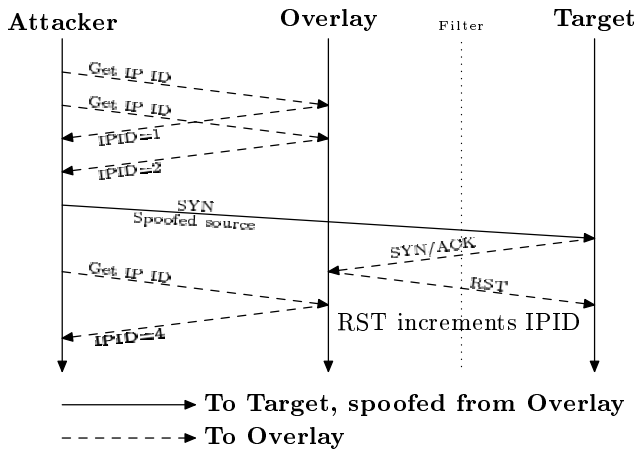 Attacker
Overlay
Filter
Target
Get IP ID
Get IP ID
IPID=1
IPID=2
SYN
Spoofed source
SYN/ACK
Get IP ID
RST
RST increments IPID
IPID=4
To Target, spoofed from Overlay
To Overlay